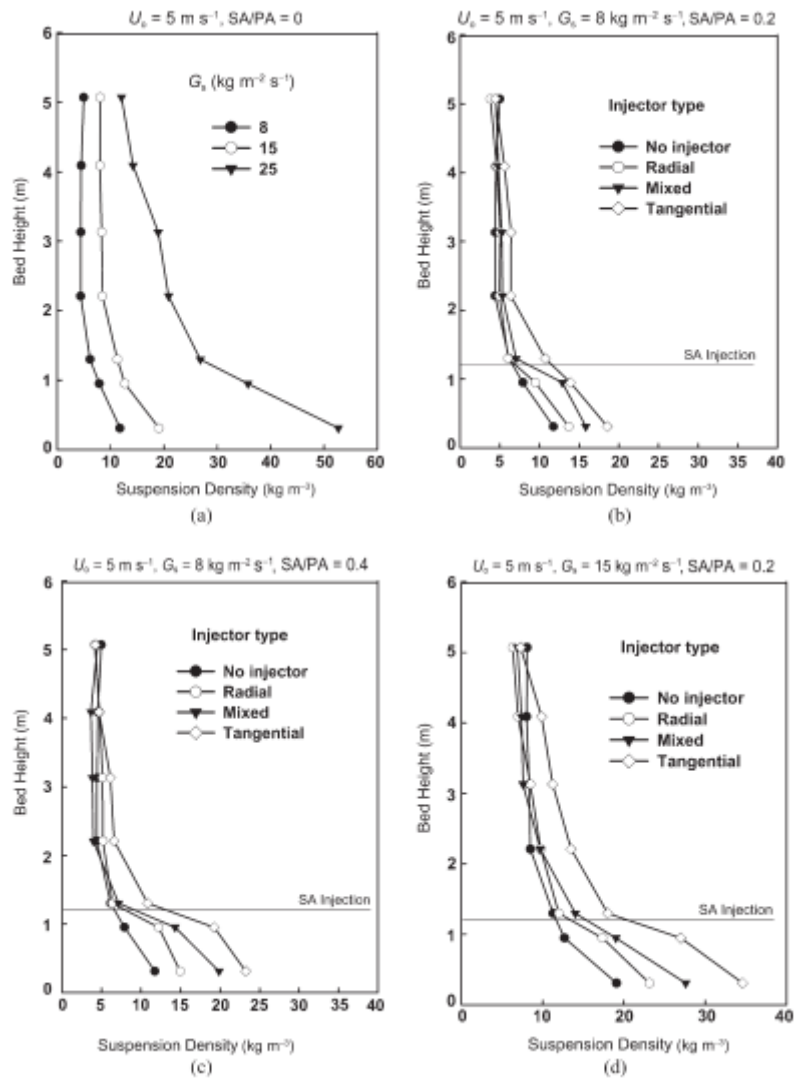 U₀ = 5 m s⁻¹, SA/PA = 0
6
5
4
3
2
1
0
Bed Height (m)
Gₛ (kg m⁻² s⁻¹)
8
15
25
0 10 20 30 40 50 60
Suspension Density (kg m⁻³)
(a)
U₀ = 5 m s⁻¹, Gₛ = 8 kg m⁻² s⁻¹, SA/PA = 0.2
6
5
4
3
2
1
0
Bed Height (m)
Injector type
No injector
Radial
Mixed
Tangential
SA Injection
0 5 10 15 20 25 30 35 40
Suspension Density (kg m⁻³)
(b)
U₀ = 5 m s⁻¹, Gₛ = 8 kg m⁻² s⁻¹, SA/PA = 0.4
6
5
4
3
2
1
0
Bed Height (m)
Injector type
No injector
Radial
Mixed
Tangential
SA Injection
0 5 10 15 20 25 30 35 40
Suspension Density (kg m⁻³)
(c)
U₀ = 5 m s⁻¹, Gₛ = 15 kg m⁻² s⁻¹, SA/PA = 0.2
6
5
4
3
2
1
0
Bed Height (m)
Injector type
No injector
Radial
Mixed
Tangential
SA Injection
0 10 20 30 40
Suspension Density (kg m⁻³)
(d)